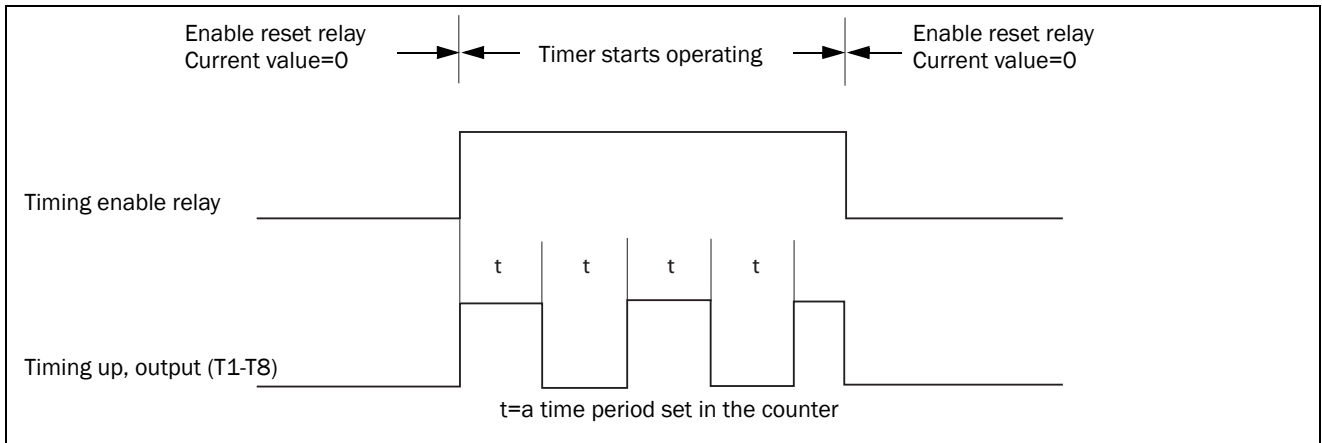 Enable reset relay
Current value=0
Timer starts operating
Enable reset relay
Current value=0
Timing enable relay
t t t t
Timing up, output (T1-T8)
t=a time period set in the counter